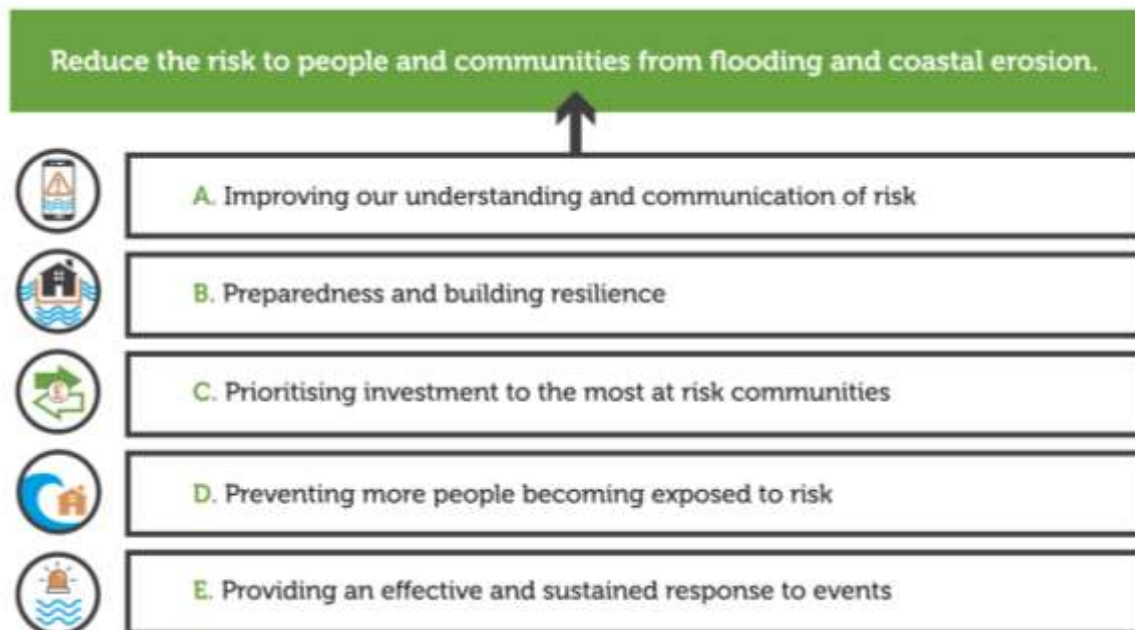 Reduce the risk to people and communities from flooding and coastal erosion.
A. Improving our understanding and communication of risk
B. Preparedness and building resilience
£
C. Prioritising investment to the most at risk communities
D. Preventing more people becoming exposed to risk
E. Providing an effective and sustained response to events